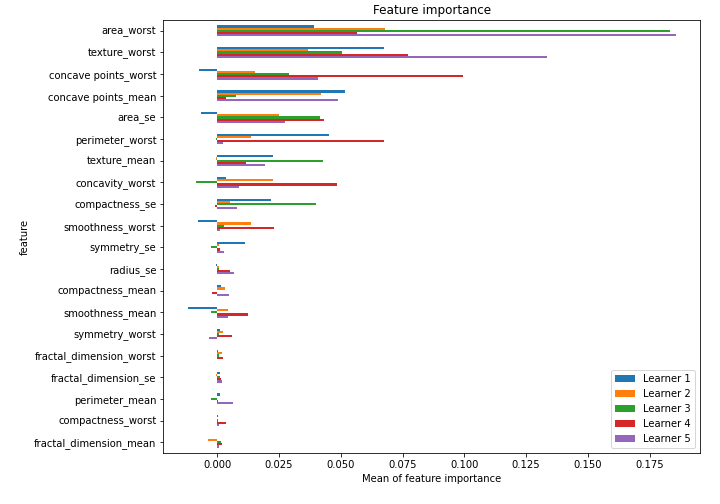 Feature importance
area_worst
texture_worst
concave points_worst
concave points_mean
area_se
perimeter_worst
texture_mean
concavity_worst
compactness_se
smoothness_worst
symmetry_se
radius_se
compactness_mean
smoothness_mean
symmetry_worst
fractal_dimension_worst
fractal_dimension_se
perimeter_mean
compactness_worst
fractal_dimension_mean
feature
0.000 0.025 0.050 0.075 0.100 0.125 0.150 0.175
Mean of feature importance
Learner 1
Learner 2
Learner 3
Learner 4
Learner 5